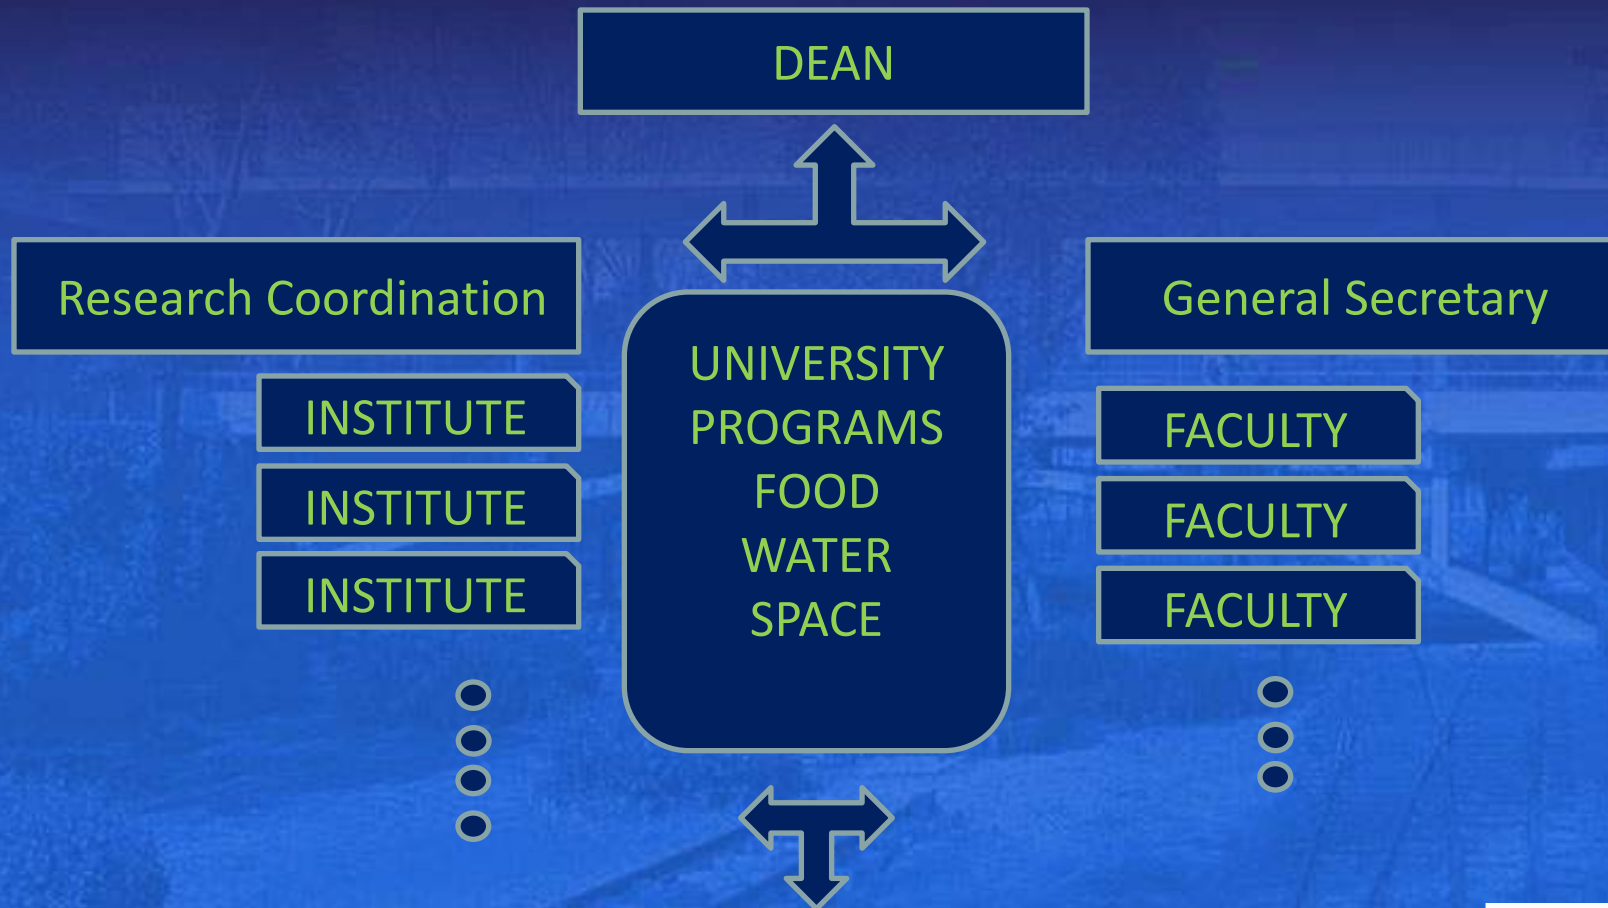 DEAN
Research Coordination
General Secretary
INSTITUTE
INSTITUTE
INSTITUTE
UNIVERSITY
PROGRAMS
FOOD
WATER
SPACE
FACULTY
FACULTY
FACULTY